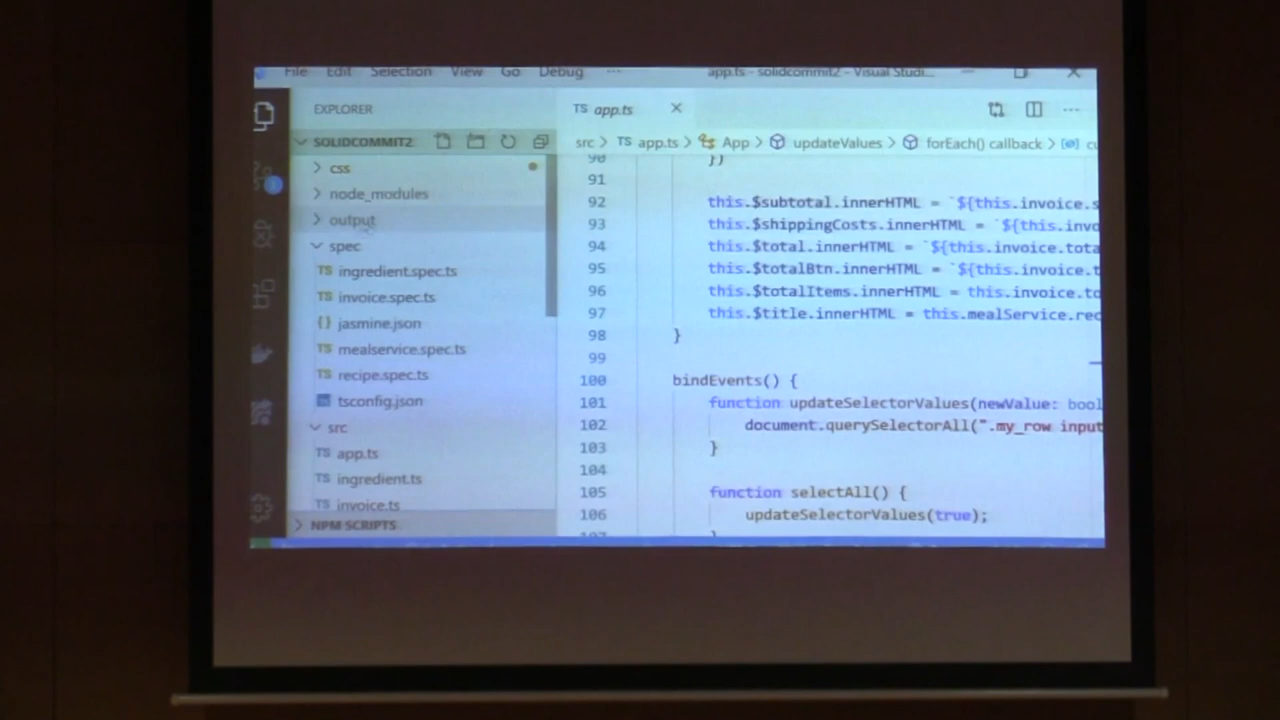 File Edit Selection View Go Debug ··· app.ts - solidcommit2 - Visual Studi...
EXPLORER
SOLIDCOMMIT2
css
node_modules
output
spec
TS ingredient.spec.ts
TS invoice.spec.ts
{} jasmine.json
TS mealservice.spec.ts
TS recipe.spec.ts
tsconfig.json
src
TS app.ts
TS ingredient.ts
TS invoice.ts
NPM SCRIPTS
TS app.ts
src > TS app.ts > App > updateValues > forEach() callback >
90 })
91
92 this.$subtotal.innerHTML = `${this.invoice.s
93 this.$shippingCosts.innerHTML = `${this.invo
94 this.$total.innerHTML = `${this.invoice.tota
95 this.$totalBtn.innerHTML = `${this.invoice.t
96 this.$totalItems.innerHTML = this.invoice.to
97 this.$title.innerHTML = this.mealService.rec
98 }
99
100 bindEvents() {
101 function updateSelectorValues(newValue: bool
102 document.querySelectorAll(".my_row input
103 }
104
105 function selectAll() {
106 updateSelectorValues(true);